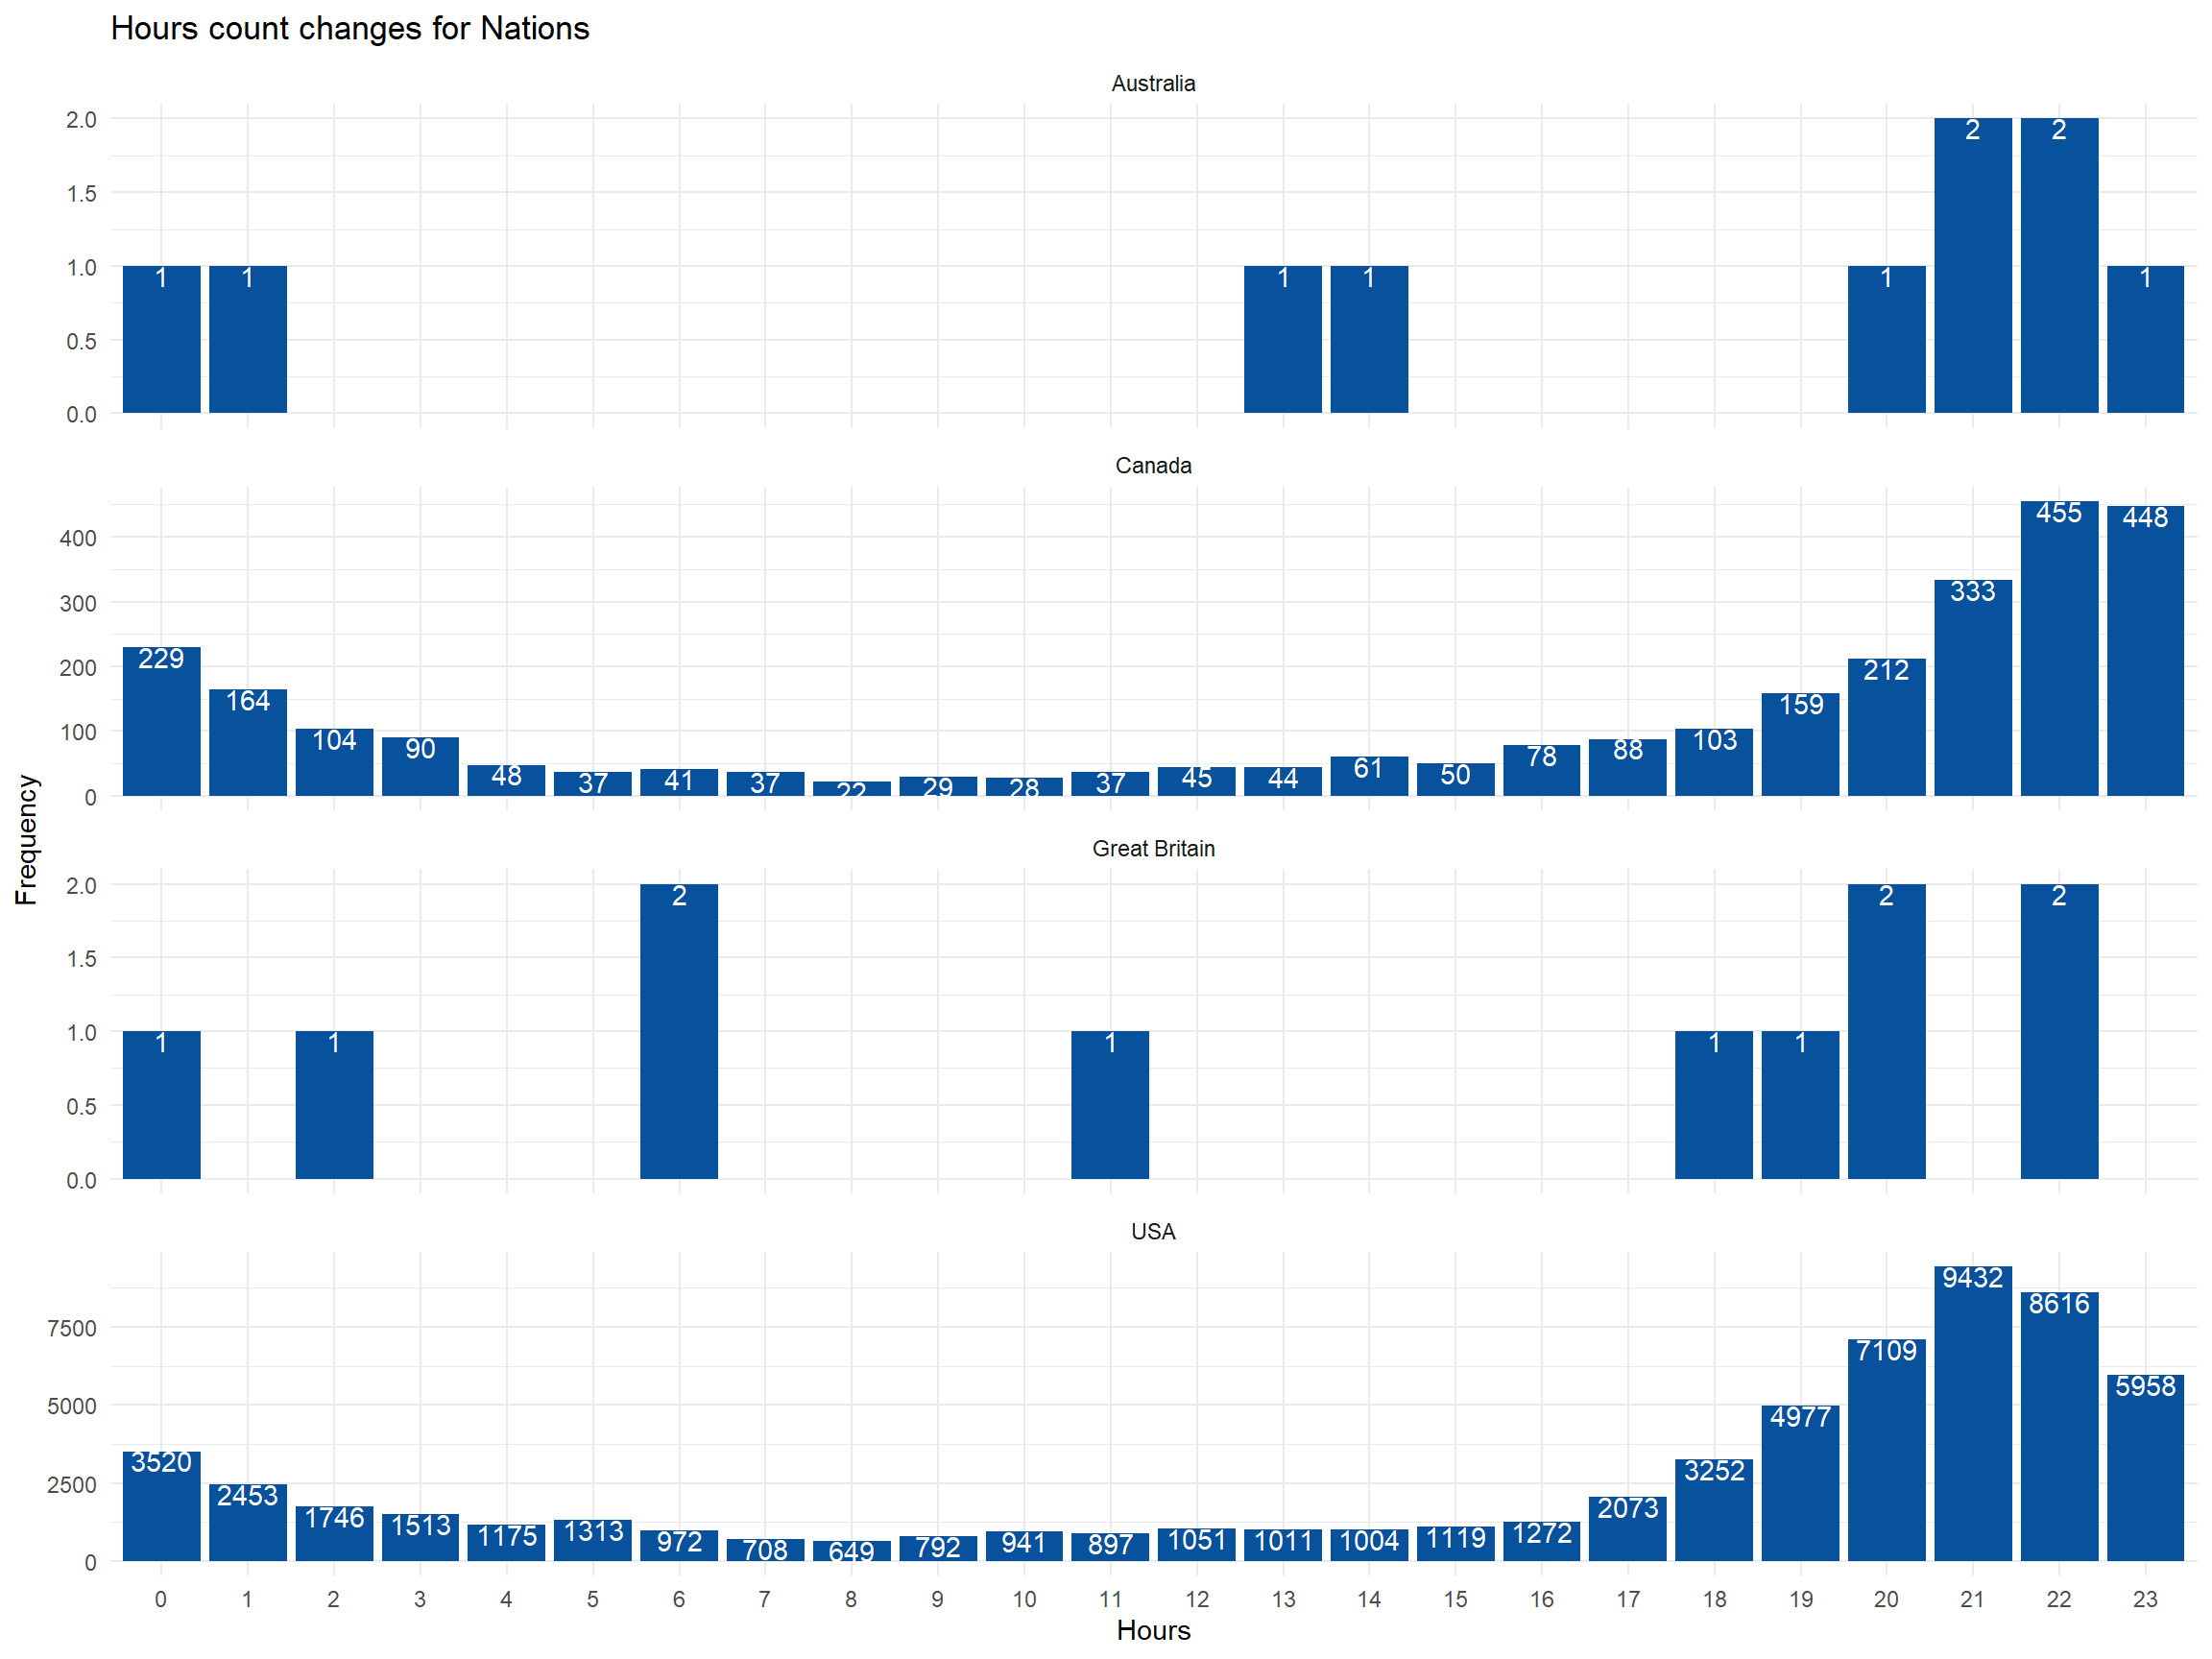 Hours count changes for Nations
Australia
2.0
1.5
1.0
0.5
0.0
1 1 1 1 1 2 2 1
Canada
400
300
200
100
0
229 164 104 90 48 37 41 37 22 29 28 37 45 44 61 50 78 88 103 159 212 333 455 448
Frequency
Great Britain
2.0
1.5
1.0
0.5
0.0
1 1 2 1 1 1 2 2
USA
7500
5000
2500
0
3520 2453 1746 1513 1175 1313 972 708 649 792 941 897 1051 1011 1004 1119 1272 2073 3252 4977 7109 9432 8616 5958
0 1 2 3 4 5 6 7 8 9 10 11 12 13 14 15 16 17 18 19 20 21 22 23
Hours